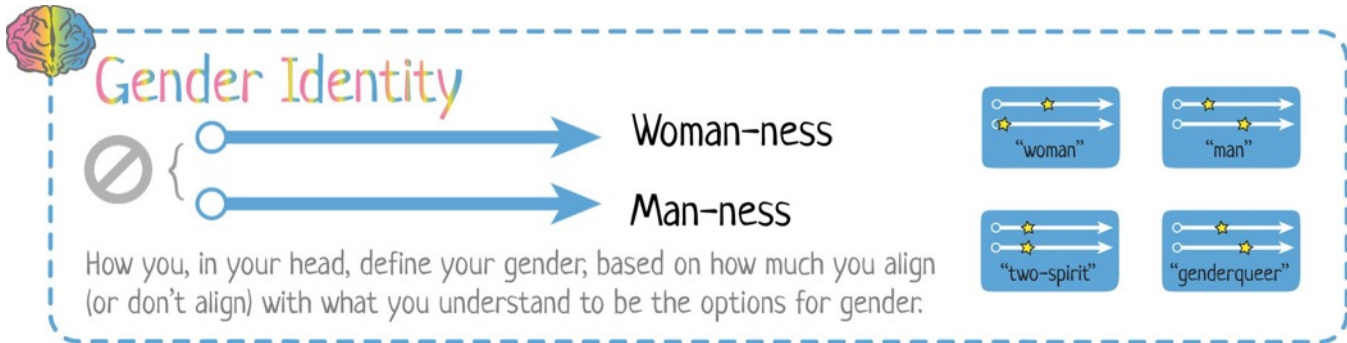 Gender Identity
Woman-ness
Man-ness
How you, in your head, define your gender, based on how much you align
(or don't align) with what you understand to be the options for gender.
"woman"
"man"
"two-spirit"
"genderqueer"